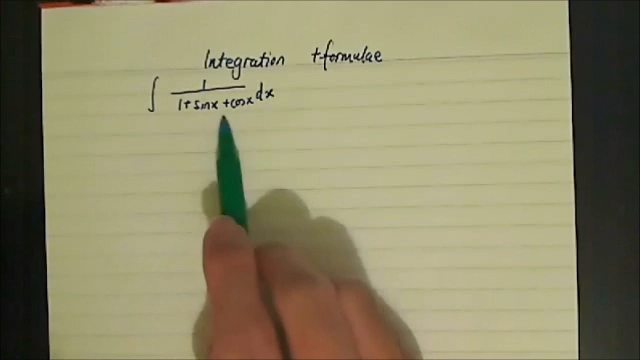 Integration t-formulae
∫ 1/(1+sinx+cosx) dx